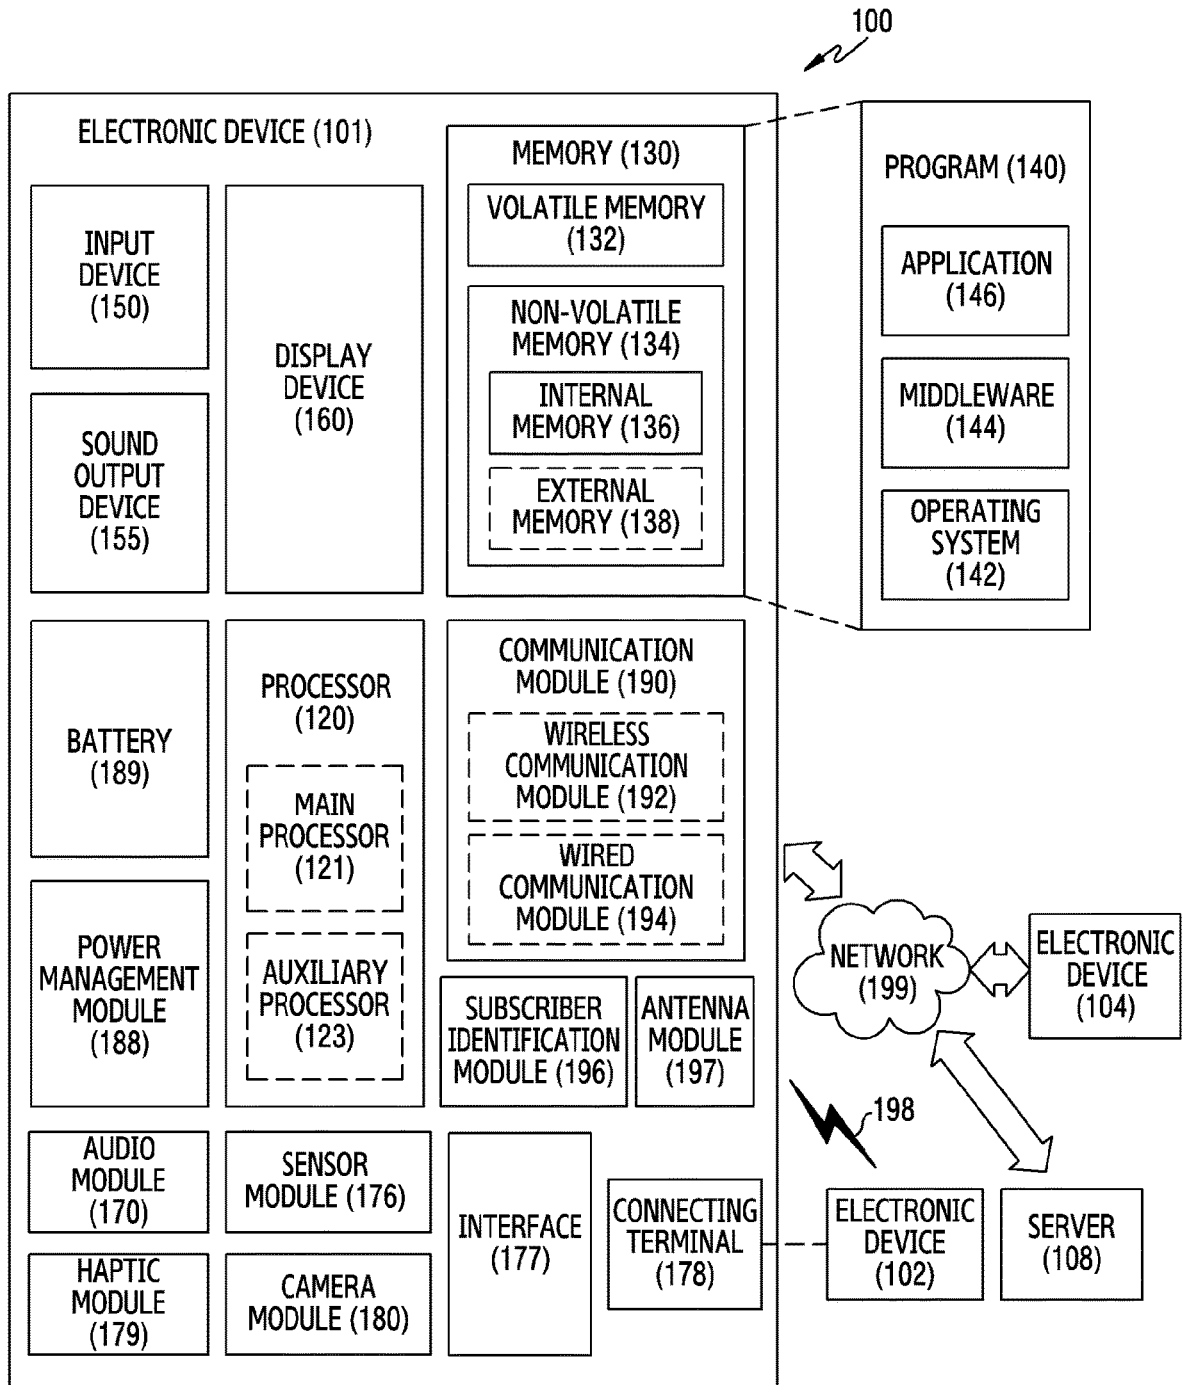 100
ELECTRONIC DEVICE (101)
INPUT
DEVICE
(150)
SOUND
OUTPUT
DEVICE
(155)
DISPLAY
DEVICE
(160)
MEMORY (130)
VOLATILE MEMORY
(132)
NON-VOLATILE
MEMORY (134)
INTERNAL
MEMORY (136)
EXTERNAL
MEMORY (138)
PROGRAM (140)
APPLICATION
(146)
MIDDLEWARE
(144)
OPERATING
SYSTEM
(142)
BATTERY
(189)
POWER
MANAGEMENT
MODULE
(188)
PROCESSOR
(120)
MAIN
PROCESSOR
(121)
AUXILIARY
PROCESSOR
(123)
COMMUNICATION
MODULE (190)
WIRELESS
COMMUNICATION
MODULE (192)
WIRED
COMMUNICATION
MODULE (194)
SUBSCRIBER
IDENTIFICATION
MODULE (196)
ANTENNA
MODULE
(197)
NETWORK
(199)
ELECTRONIC
DEVICE
(104)
198
AUDIO
MODULE
(170)
SENSOR
MODULE (176)
HAPTIC
MODULE
(179)
CAMERA
MODULE (180)
INTERFACE
(177)
CONNECTING
TERMINAL
(178)
ELECTRONIC
DEVICE
(102)
SERVER
(108)